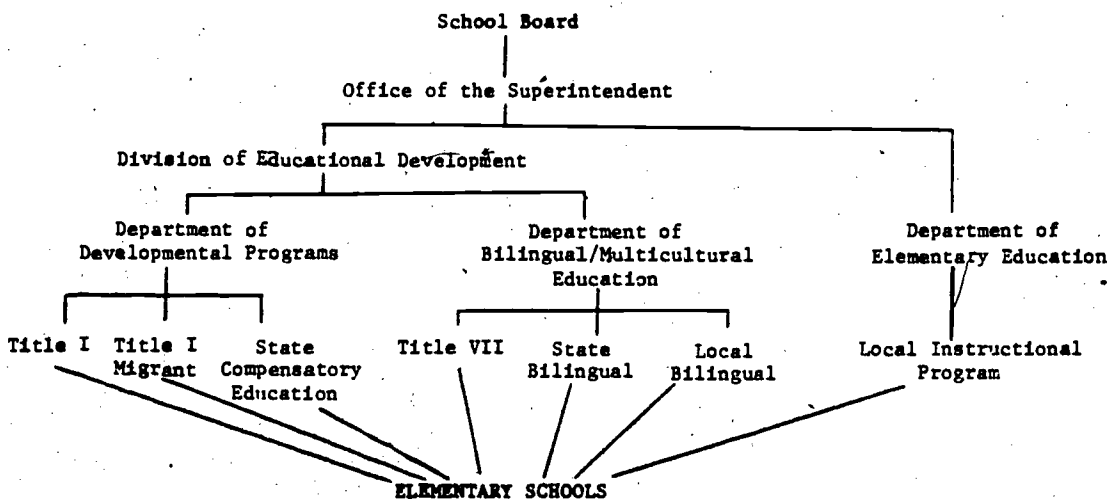 School Board
Office of the Superintendent
Division of Educational Development
Department of
Developmental Programs
Department of
Bilingual/Multicultural
Education
Department of
Elementary Education
Title I
Title I
Migrant
State
Compensatory
Education
Title VII
State
Bilingual
Local
Bilingual
Local Instructional
Program
ELEMENTARY SCHOOLS